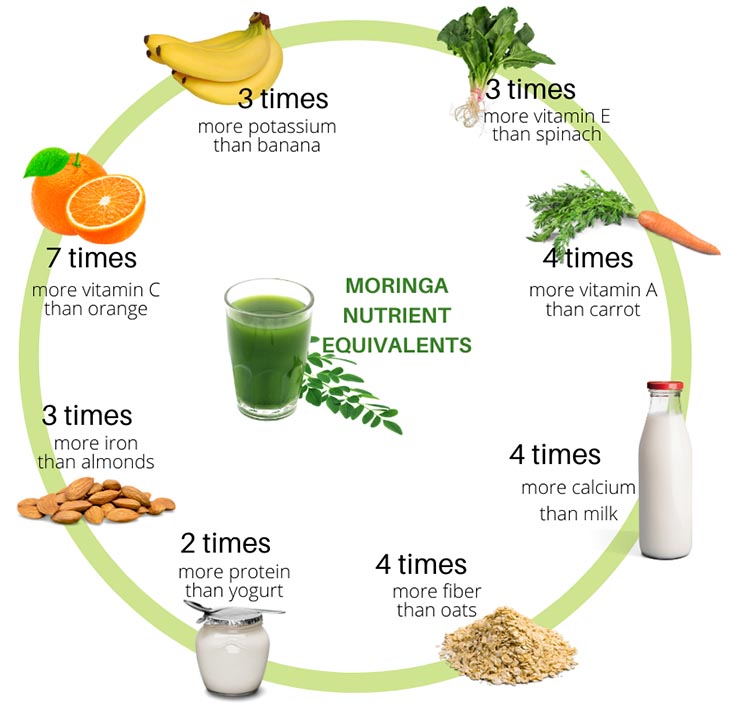 3 times
more potassium
than banana
3 times
more vitamin E
than spinach
7 times
more vitamin C
than orange
4times
more vitamin A
than carrot
MORINGA
NUTRIENT
EQUIVALENTS
3 times
more iron
than almonds
4 times
more calcium
than milk
2 times
more protein
than yogurt
4 times
more fiber
than oats